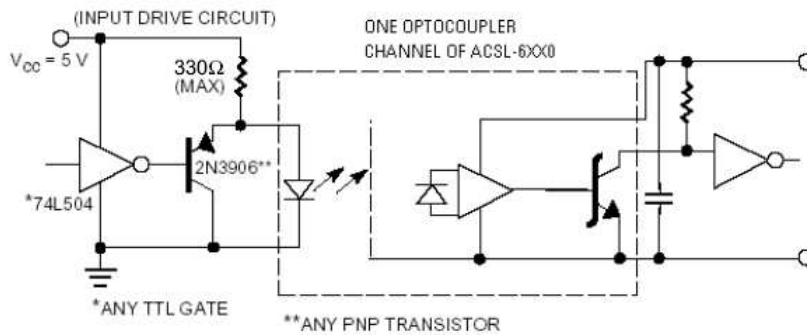 (INPUT DRIVE CIRCUIT)
ONE OPTOCOUPLER
CHANNEL OF ACSL-6XX0
VCC = 5 V
330Ω
(MAX)
2N3906**
*74L504
*ANY TTL GATE
**ANY PNP TRANSISTOR